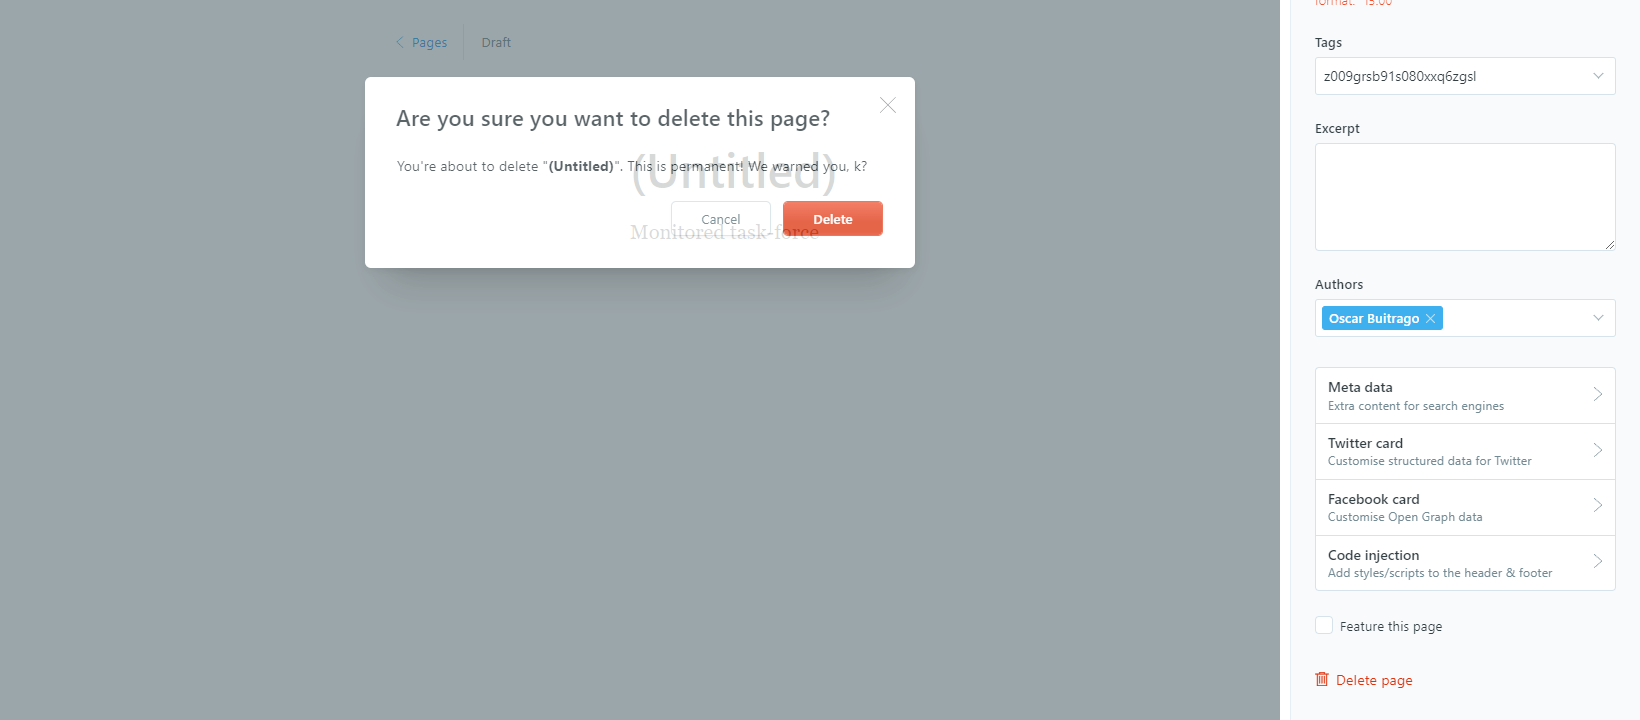 Pages
Draft
Are you sure you want to delete this page?
You're about to delete "(Untitled)". This is permanent! We warned you, k?
(Untitled)
Cancel
Delete
Monitored task-force
format: "15:00"
Tags
z009grsb91s080xxq6zgsl
Excerpt
Authors
Oscar Buitrago
Meta data
Extra content for search engines
Twitter card
Customise structured data for Twitter
Facebook card
Customise Open Graph data
Code injection
Add styles/scripts to the header & footer
Feature this page
Delete page